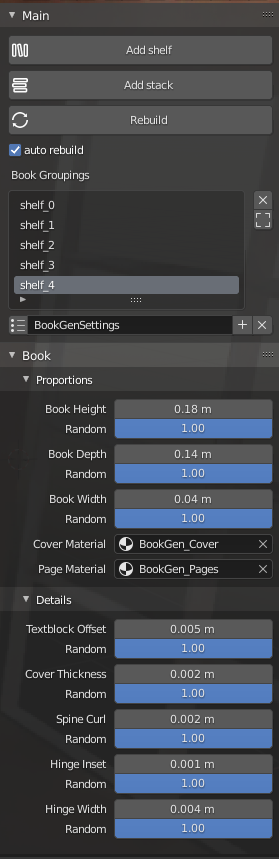 Main
Add shelf
Add stack
Rebuild
auto rebuild
Book Groupings
shelf_0
shelf_1
shelf_2
shelf_3
shelf_4
BookGenSettings
Book
Proportions
Book Height 0.18 m
Random 1.00
Book Depth 0.14 m
Random 1.00
Book Width 0.04 m
Random 1.00
Cover Material BookGen_Cover
Page Material BookGen_Pages
Details
Textblock Offset 0.005 m
Random 1.00
Cover Thickness 0.002 m
Random 1.00
Spine Curl 0.002 m
Random 1.00
Hinge Inset 0.001 m
Random 1.00
Hinge Width 0.004 m
Random 1.00